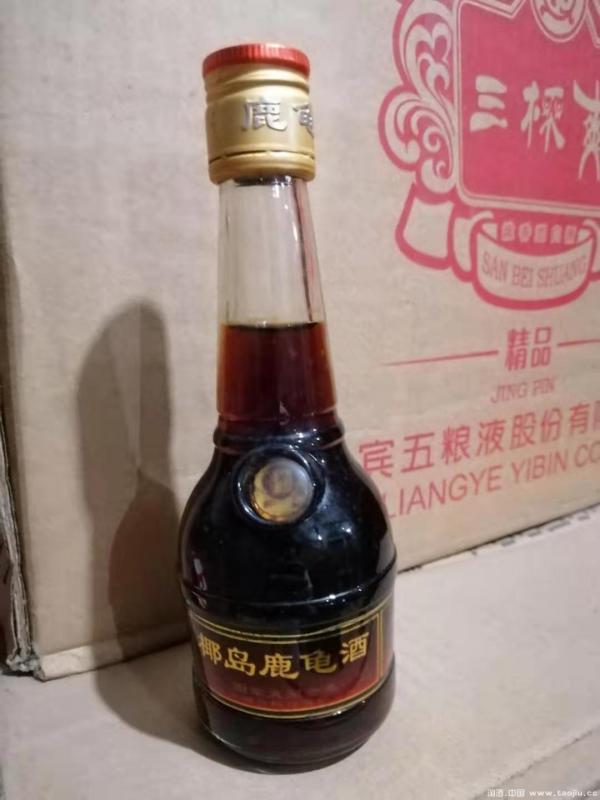 鹿龟
三粿爽
SAN BEI SHUANG
精品
JING PIN
宾五粮液股份有限
LIANGYE YIBIN CO
椰岛鹿龟酒
淘酒.中国 www.taojiu.cc